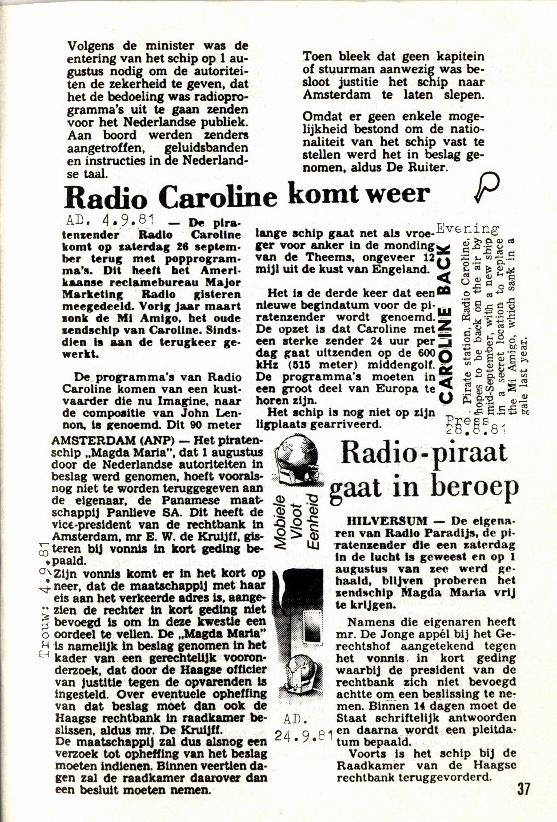 Volgens de minister was de
entering van het schip op 1 au-
gustus nodig om de autoritei-
ten de zekerheid te geven, dat
het de bedoeling was radiopro-
gramma's uit te gaan zenden
voor het Nederlandse publiek.
Aan boord werden zenders
aangetroffen, geluidsbanden
en instructies in de Nederland-
se taal.
Toen bleek dat geen kapitein
of stuurman aanwezig was be-
sloot justitie het schip naar
Amsterdam te laten slepen.
Omdat er geen enkele moge-
lijkheid bestond om de natio-
naliteit van het schip vast te
stellen werd het in beslag ge-
nomen, aldus De Ruiter.
Radio Caroline komt weer
AD. 4.9.81 — De pira-
tenzender Radio Caroline
komt op zaterdag 26 septem-
ber terug met popprogram-
ma's. Dit heeft het Ameri-
kaanse reclamebureau Major
Marketing Radio gisteren
meegedeeld. Vorig jaar maart
zonk de Mi Amigo, het oude
zendschip van Caroline. Sinds-
dien is aan de terugkeer ge-
werkt.
De programma's van Radio
Caroline komen van een kust-
vaarder die nu Imagine, naar
de compositie van John Len-
non, is genoemd. Dit 90 meter
lange schip gaat net als vroe-
ger voor anker in de monding
van de Theems, ongeveer 12
mijl uit de kust van Engeland.
Het is de derde keer dat een
nieuwe begindatum voor de pi-
ratenzender wordt genoemd.
De opzet is dat Caroline met
een sterke zender 24 uur per
dag gaat uitzenden op de 600
kHz (515 meter) middengolf.
De programma's moeten in
een groot deel van Europa te
horen zijn.
Het schip is nog niet op zijn
ligplaats gearriveerd.
Evening
CAROLINE BACK
Pirate station, Radio Caroline,
hopes to be back on the air by
mid-September, with a new ship
in a secret location to replace
the Mi Amigo, which sank in a
gale last year.
28.8.81
AMSTERDAM (ANP) — Het piraten-
schip „Magda Maria", dat 1 augustus
door de Nederlandse autoriteiten in
beslag werd genomen, hoeft voorals-
nog niet te worden teruggegeven aan
de eigenaar, de Panamese maat-
schappij Panlieve SA. Dit heeft de
vice-president van de rechtbank in
Amsterdam, mr E. W. de Kruijff, gis-
teren bij vonnis in kort geding be-
paald.
Zijn vonnis komt er in het kort op
neer, dat de maatschappij met haar
eis aan het verkeerde adres is, aange-
zien de rechter in kort geding niet
bevoegd is om in deze kwestie een
oordeel te vellen. De „Magda Maria"
is namelijk in beslag genomen in het
kader van een gerechtelijk vooron-
derzoek, dat door de Haagse officier
van justitie tegen de opvarenden is
ingesteld. Over eventuele opheffing
van dat beslag moet dan ook de
Haagse rechtbank in raadkamer be-
slissen, aldus mr. De Kruijff.
De maatschappij zal dus alsnog een
verzoek tot opheffing van het beslag
moeten indienen. Binnen veertien da-
gen zal de raadkamer daarover dan
een besluit moeten nemen.
Trouw: 4.9.81
Mobiele
Vloot
Eenheid
AD.
24.9.81
Radio-piraat
gaat in beroep
HILVERSUM — De eigena-
ren van Radio Paradijs, de pi-
ratenzender die een zaterdag
in de lucht is geweest en op 1
augustus van zee werd ge-
haald, blijven proberen het
zendschip Magda Maria vrij
te krijgen.
Namens die eigenaren heeft
mr. De Jonge appèl bij het Ge-
rechtshof aangetekend tegen
het vonnis in kort geding
waarbij de president van de
rechtbank zich niet bevoegd
achtte om een beslissing te ne-
men. Binnen 14 dagen moet de
Staat schriftelijk antwoorden
en daarna wordt een pleitda-
tum bepaald.
Voorts is het schip bij de
Raadkamer van de Haagse
rechtbank teruggevorderd.
37